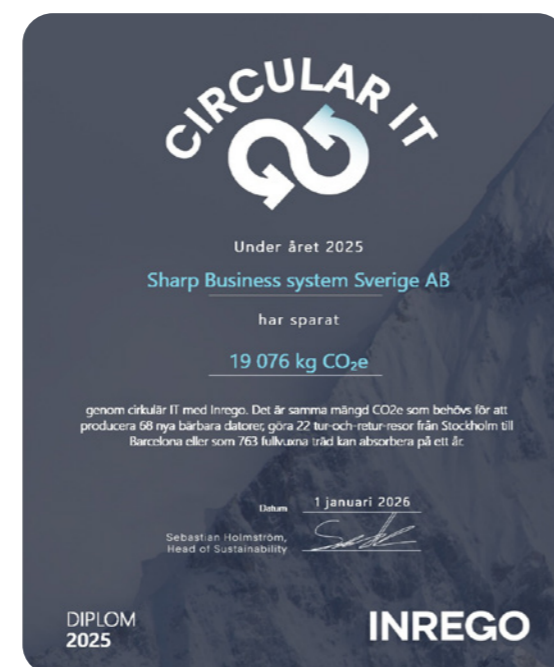 CIRCULAR IT
Under året 2025
Sharp Business system Sverige AB
har sparat
19 076 kg CO₂e
genom cirkulär IT med Inrego. Det är samma mängd CO2e som behövs för att
producera 68 nya bärbara datorer, göra 22 tur-och-retur-resor från Stockholm till
Barcelona eller som 763 fullvuxna träd kan absorbera på ett år.
Datum 1 januari 2026
Sebastian Holmström,
Head of Sustainability
DIPLOM
2025
INREGO